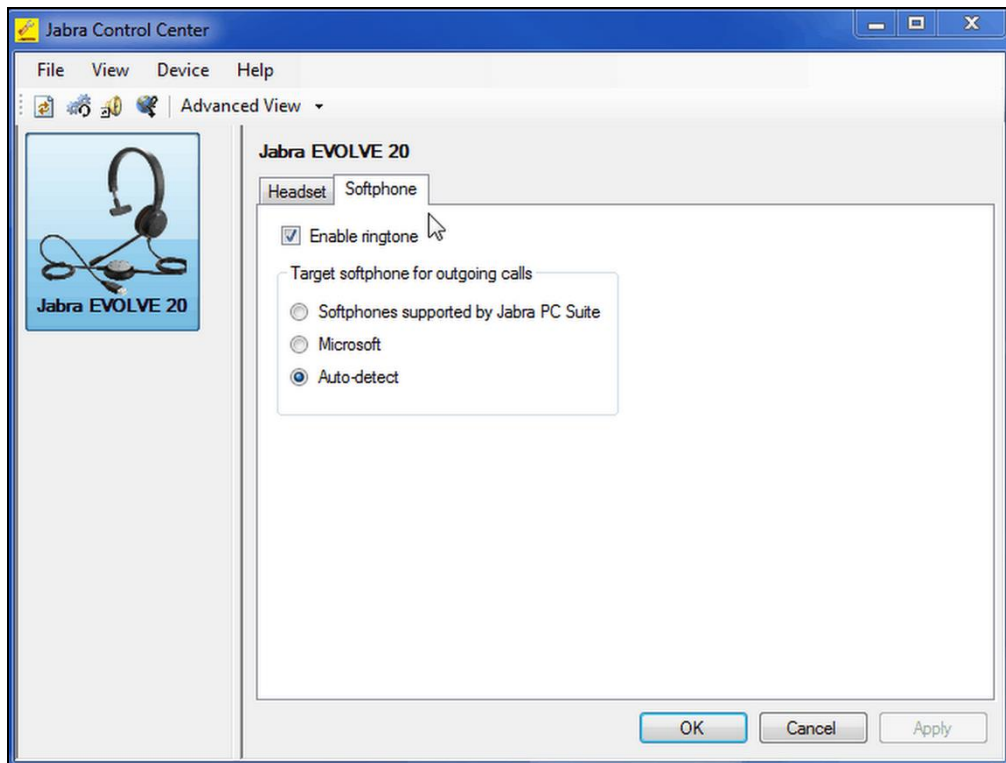 Jabra Control Center
File View Device Help
Advanced View
Jabra EVOLVE 20
Jabra EVOLVE 20
Headset Softphone
Enable ringtone
Target softphone for outgoing calls
Softphones supported by Jabra PC Suite
Microsoft
Auto-detect
OK Cancel Apply